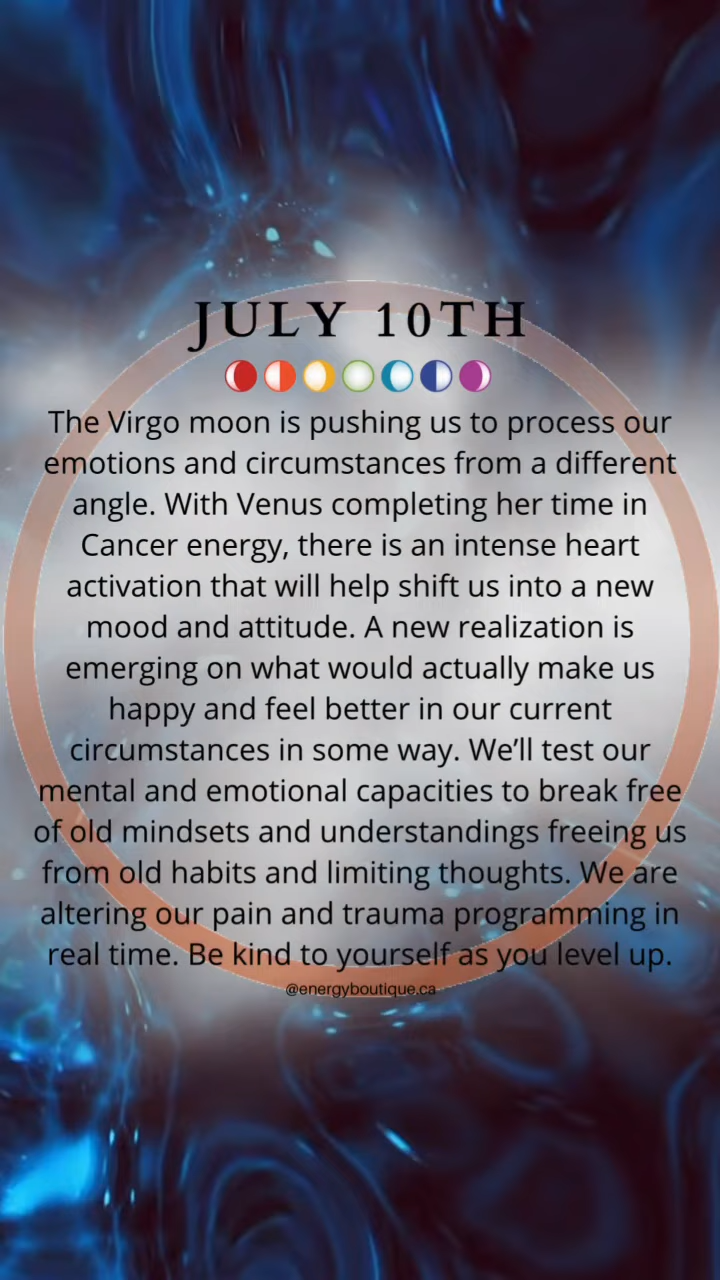 JULY 10TH
The Virgo moon is pushing us to process our
emotions and circumstances from a different
angle. With Venus completing her time in
Cancer energy, there is an intense heart
activation that will help shift us into a new
mood and attitude. A new realization is
emerging on what would actually make us
happy and feel better in our current
circumstances in some way. We’ll test our
mental and emotional capacities to break free
of old mindsets and understandings freeing us
from old habits and limiting thoughts. We are
altering our pain and trauma programming in
real time. Be kind to yourself as you level up.
@energyboutique.ca